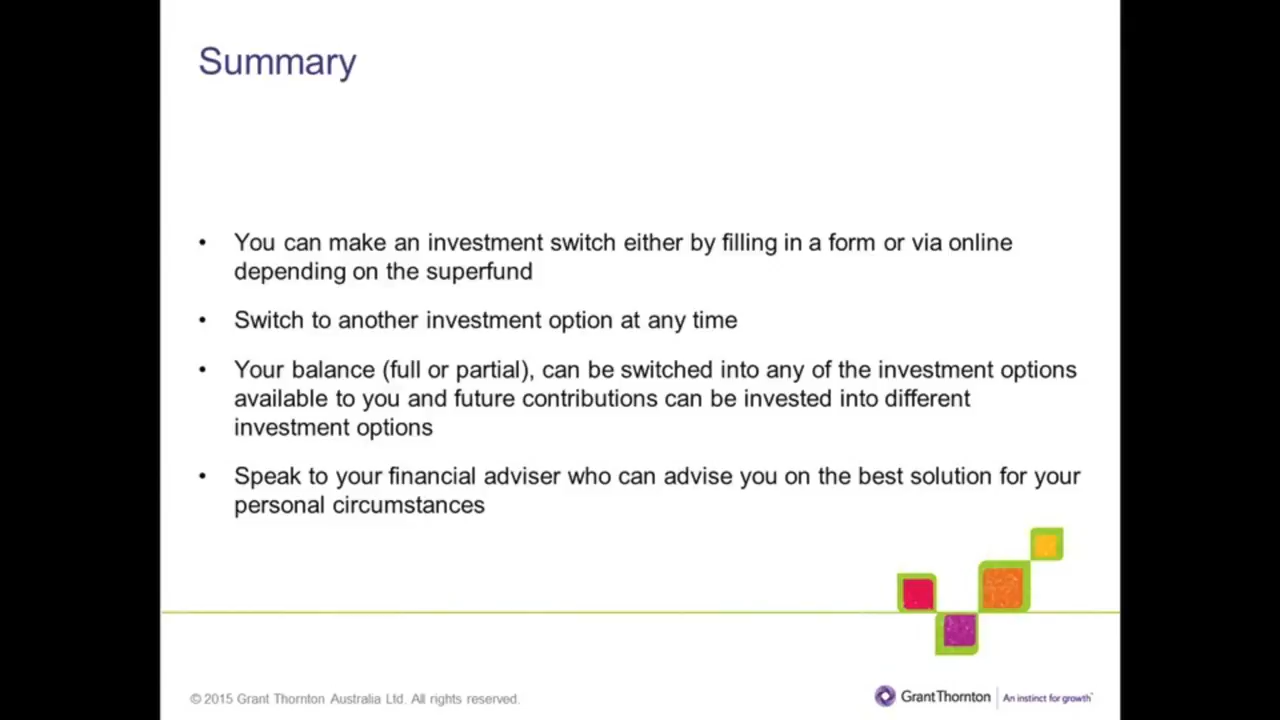 Summary
• You can make an investment switch either by filling in a form or via online
depending on the superfund
• Switch to another investment option at any time
• Your balance (full or partial), can be switched into any of the investment options
available to you and future contributions can be invested into different
investment options
• Speak to your financial adviser who can advise you on the best solution for your
personal circumstances
© 2015 Grant Thornton Australia Ltd. All rights reserved.
GrantThornton
An instinct for growth™